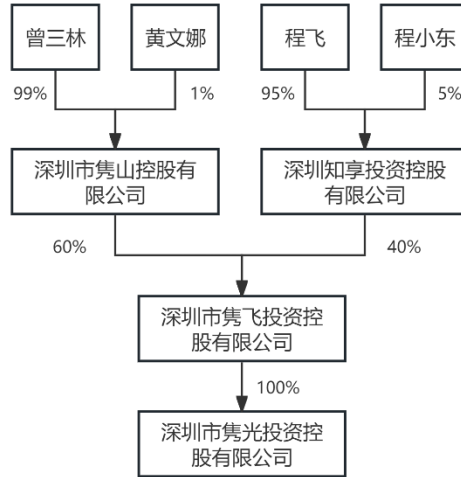 曾三林
黄文娜
程飞
程小东
99%
1%
95%
5%
深圳市隽山控股有
限公司
深圳知享投资控股
有限公司
60%
40%
深圳市隽飞投资控
股有限公司
100%
深圳市隽光投资控
股有限公司